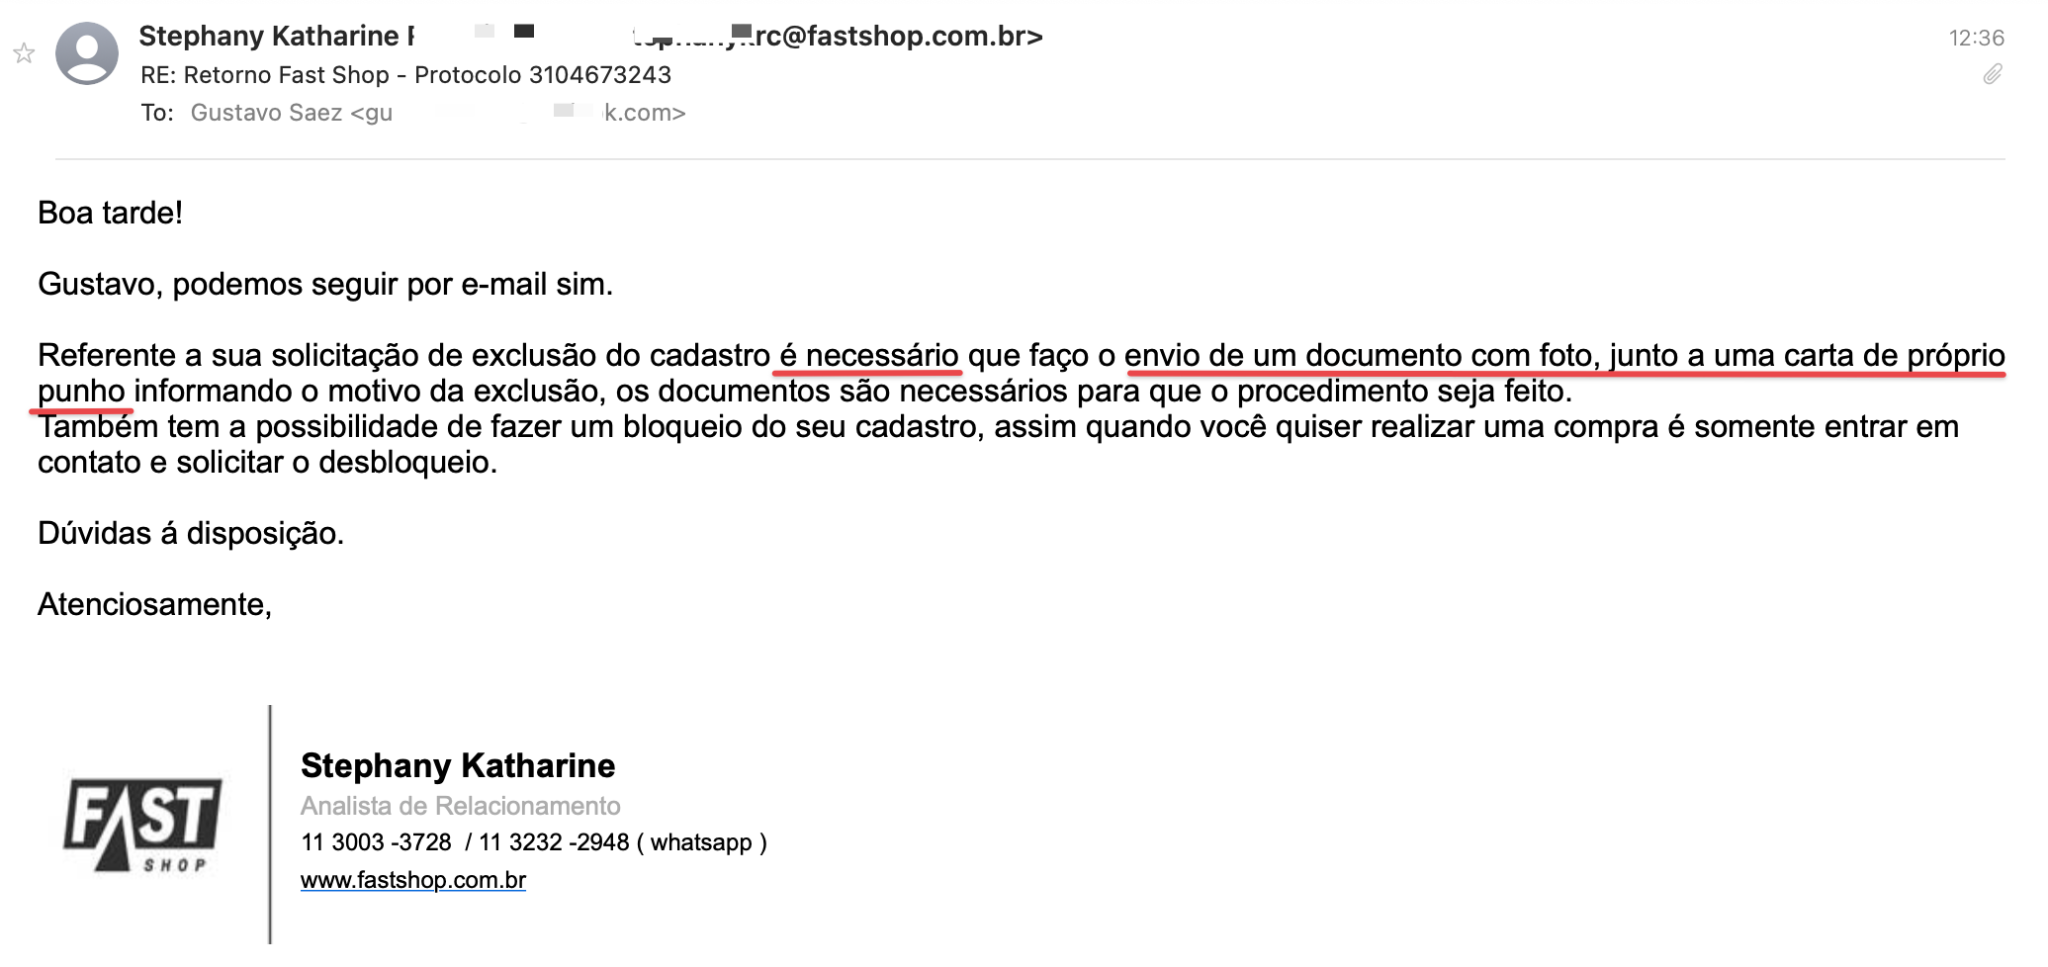 Stephany Katharine rc@fastshop.com.br>
12:36
RE: Retorno Fast Shop - Protocolo 3104673243
To: Gustavo Saez <gu k.com>
Boa tarde!
Gustavo, podemos seguir por e-mail sim.
Referente a sua solicitação de exclusão do cadastro é necessário que faço o envio de um documento com foto, junto a uma carta de próprio
punho informando o motivo da exclusão, os documentos são necessários para que o procedimento seja feito.
Também tem a possibilidade de fazer um bloqueio do seu cadastro, assim quando você quiser realizar uma compra é somente entrar em
contato e solicitar o desbloqueio.
Dúvidas á disposição.
Atenciosamente,
FAST
SHOP
Stephany Katharine
Analista de Relacionamento
11 3003 -3728 / 11 3232 -2948 ( whatsapp )
www.fastshop.com.br